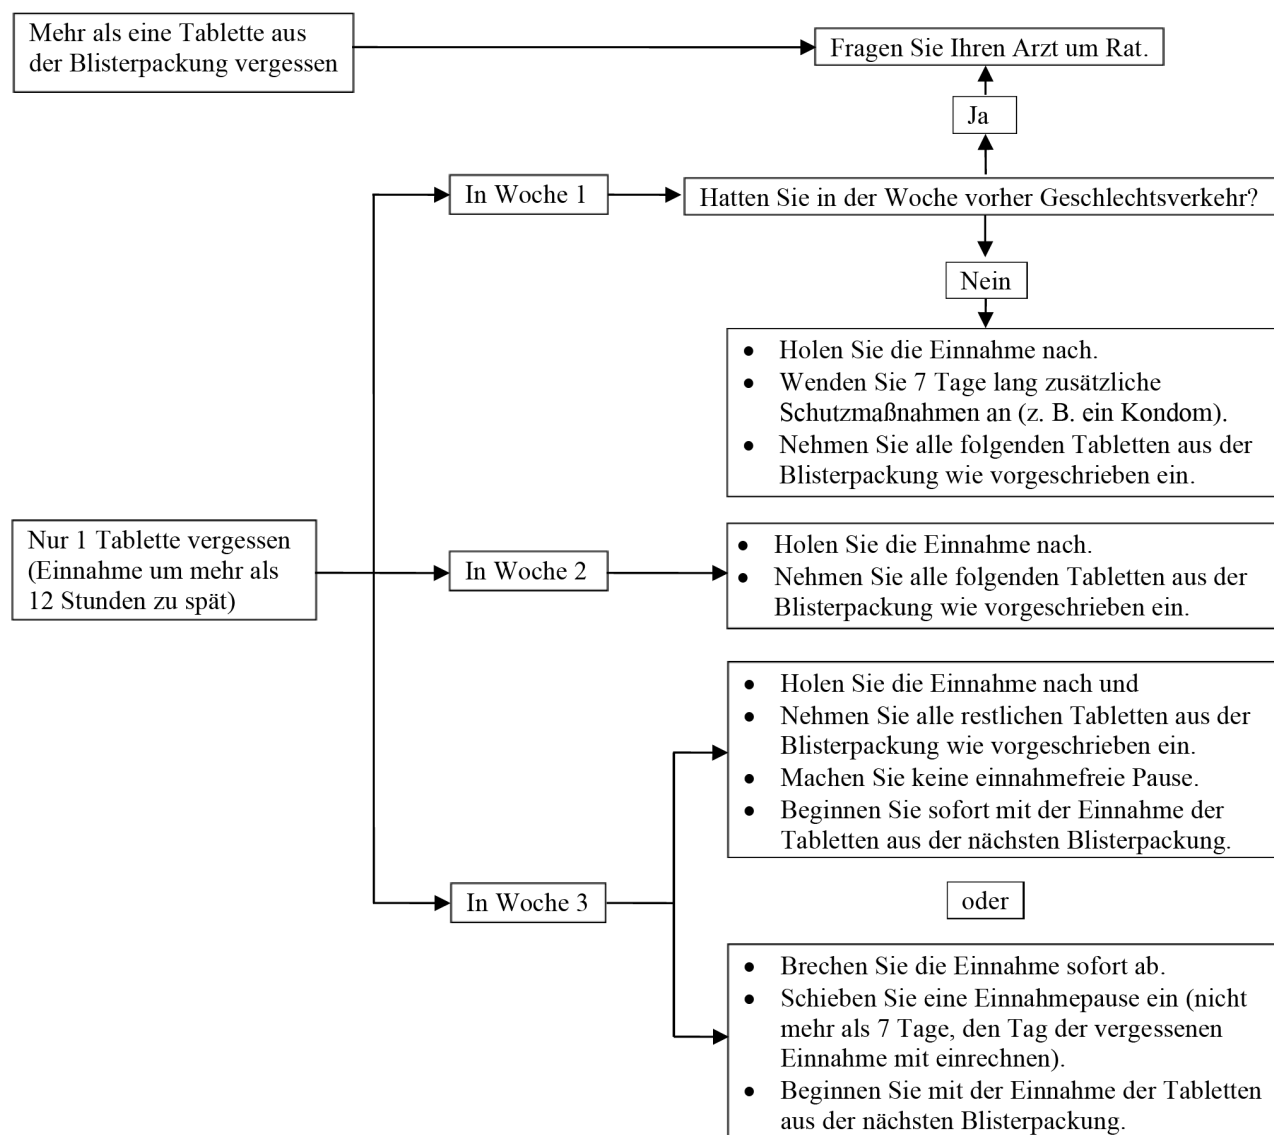 Mehr als eine Tablette aus
der Blisterpackung vergessen
Fragen Sie Ihren Arzt um Rat.
Ja
In Woche 1
Hatten Sie in der Woche vorher Geschlechtsverkehr?
Nein
• Holen Sie die Einnahme nach.
• Wenden Sie 7 Tage lang zusätzliche
Schutzmaßnahmen an (z. B. ein Kondom).
• Nehmen Sie alle folgenden Tabletten aus der
Blisterpackung wie vorgeschrieben ein.
Nur 1 Tablette vergessen
(Einnahme um mehr als
12 Stunden zu spät)
In Woche 2
• Holen Sie die Einnahme nach.
• Nehmen Sie alle folgenden Tabletten aus der
Blisterpackung wie vorgeschrieben ein.
• Holen Sie die Einnahme nach und
• Nehmen Sie alle restlichen Tabletten aus der
Blisterpackung wie vorgeschrieben ein.
• Machen Sie keine einnahmefreie Pause.
• Beginnen Sie sofort mit der Einnahme der
Tabletten aus der nächsten Blisterpackung.
In Woche 3
oder
• Brechen Sie die Einnahme sofort ab.
• Schieben Sie eine Einnahmepause ein (nicht
mehr als 7 Tage, den Tag der vergessenen
Einnahme mit einrechnen).
• Beginnen Sie mit der Einnahme der Tabletten
aus der nächsten Blisterpackung.